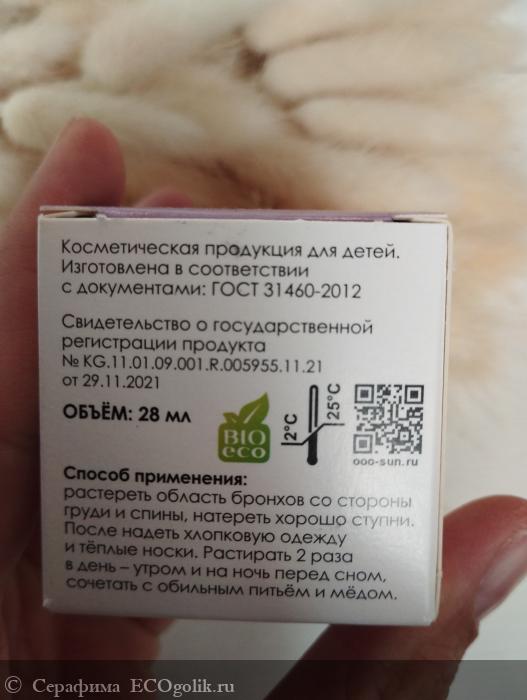 Косметическая продукция для детей.
Изготовлена в соответствии
с документами: ГОСТ 31460-2012
Свидетельство о государственной
регистрации продукта
№ KG.11.01.09.001.R.005955.11.21
от 29.11.2021
ОБЪЁМ: 28 мл
BIO
eco
2°C
25°C
ooo-sun.ru
Способ применения:
растереть область бронхов со стороны
груди и спины, натереть хорошо ступни.
После надеть хлопковую одежду
и тёплые носки. Растирать 2 раза
в день – утром и на ночь перед сном,
сочетать с обильным питьём и мёдом.
© Серафима ECOgolik.ru